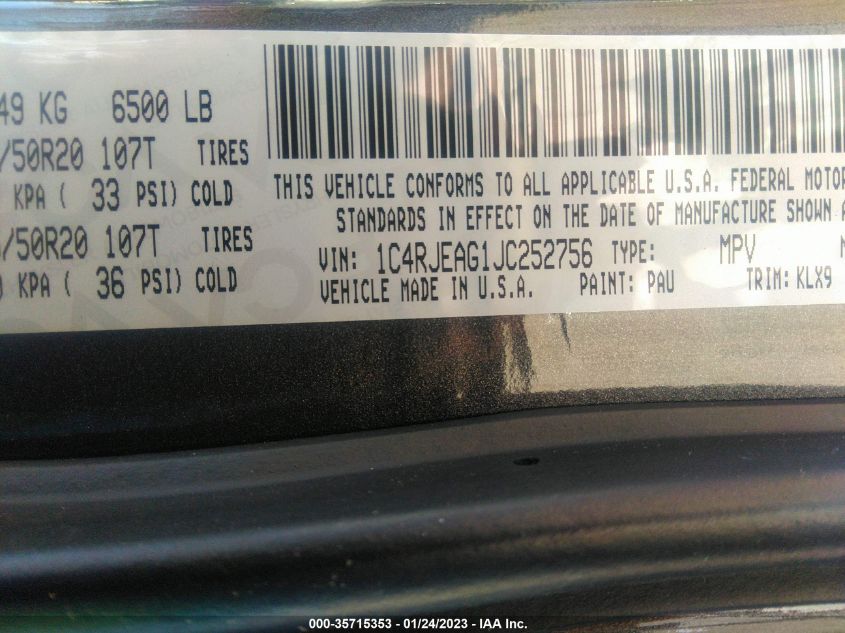 49 KG 6500 LB
/50R20 107T TIRES
KPA ( 33 PSI) COLD
/50R20 107T TIRES
KPA ( 36 PSI) COLD
THIS VEHICLE CONFORMS TO ALL APPLICABLE U.S.A. FEDERAL MOTOR
STANDARDS IN EFFECT ON THE DATE OF MANUFACTURE SHOWN A
VIN: 1C4RJEAG1JC252756 TYPE: MPV
VEHICLE MADE IN U.S.A. PAINT: PAU TRIM: KLX9
000-35715353 - 01/24/2023 - IAA Inc.